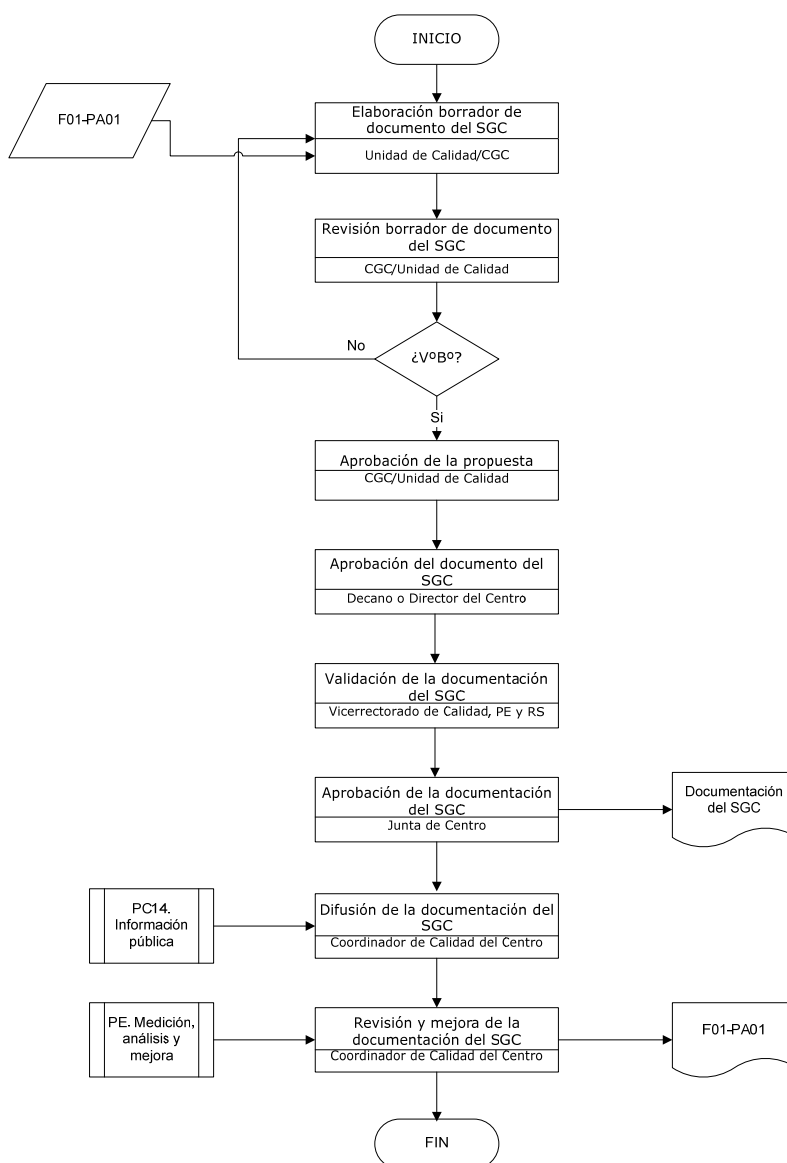 INICIO
F01-PA01
Elaboración borrador de
documento del SGC
Unidad de Calidad/CGC
Revisión borrador de documento
del SGC
CGC/Unidad de Calidad
No
¿VºBº?
Si
Aprobación de la propuesta
CGC/Unidad de Calidad
Aprobación del documento del
SGC
Decano o Director del Centro
Validación de la documentación
del SGC
Vicerrectorado de Calidad, PE y RS
Aprobación de la documentación
del SGC
Junta de Centro
Documentación
del SGC
PC14.
Información
pública
Difusión de la documentación del
SGC
Coordinador de Calidad del Centro
PE. Medición,
análisis y
mejora
Revisión y mejora de la
documentación del SGC
Coordinador de Calidad del Centro
F01-PA01
FIN